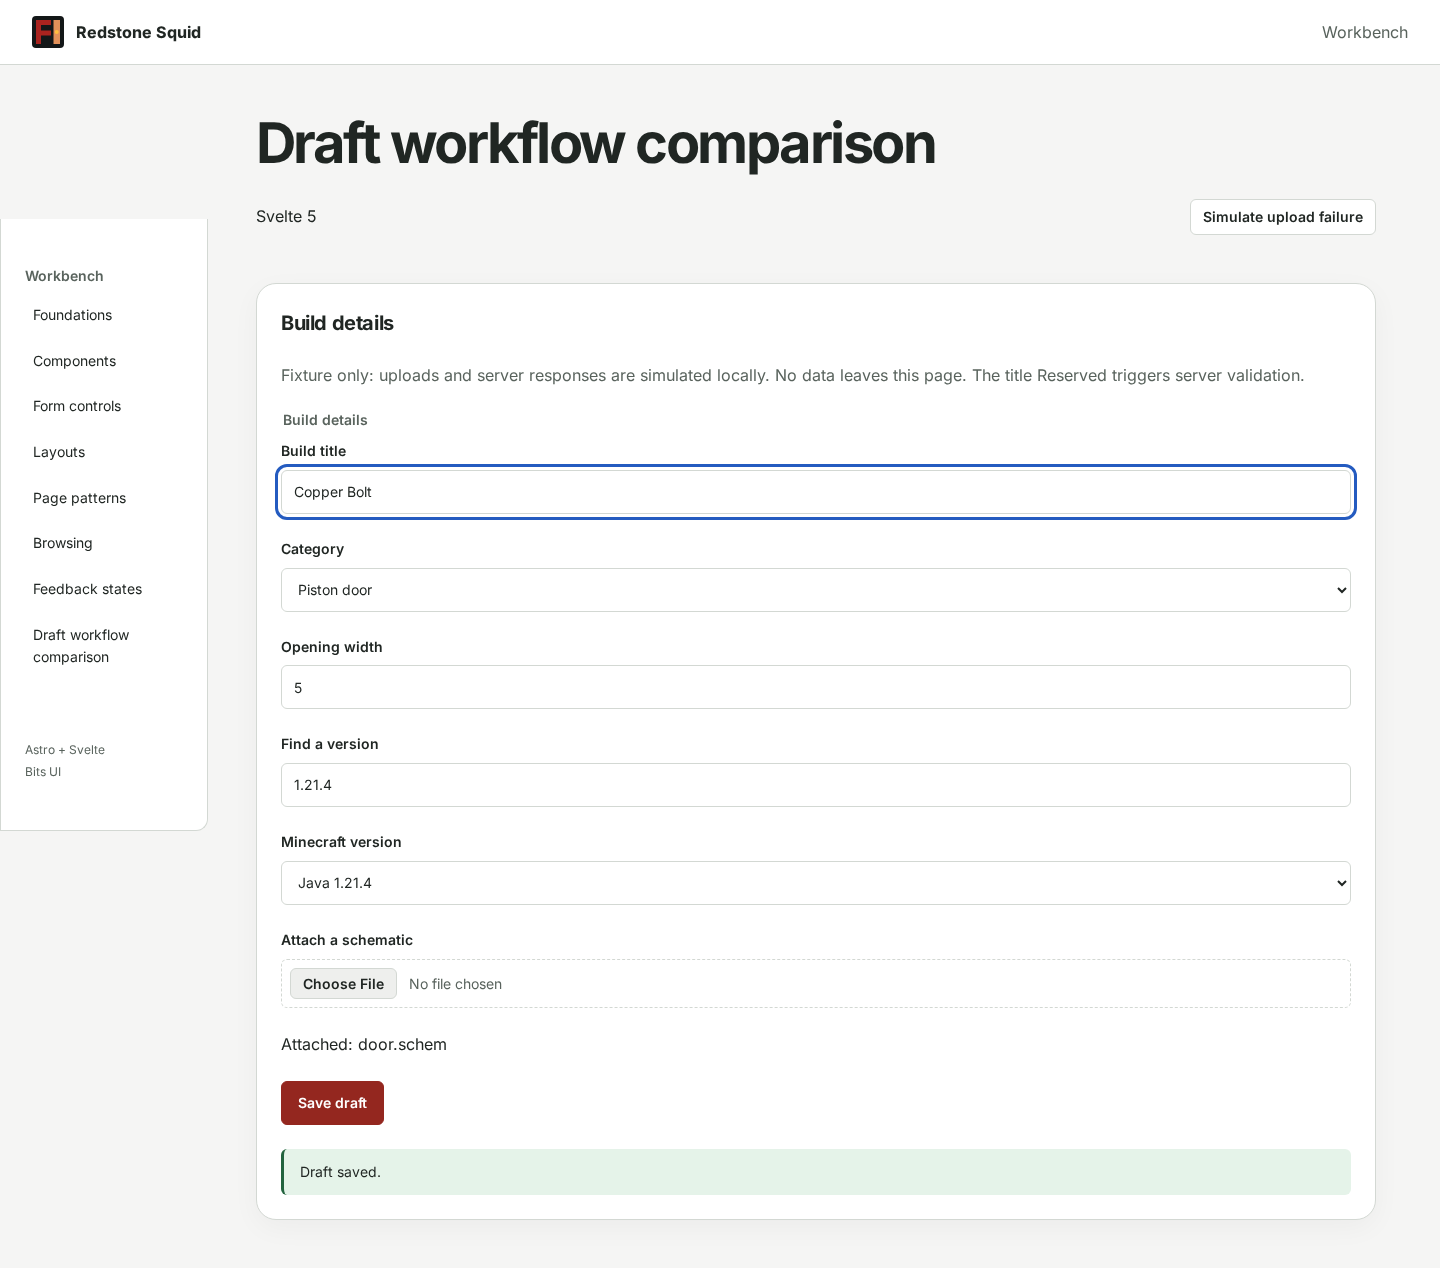 Redstone Squid
Workbench
Draft workflow comparison
Svelte 5
Simulate upload failure
Workbench
Foundations
Components
Form controls
Layouts
Page patterns
Browsing
Feedback states
Draft workflow
comparison
Astro + Svelte
Bits UI
Build details
Fixture only: uploads and server responses are simulated locally. No data leaves this page. The title Reserved triggers server validation.
Build details
Build title
Copper Bolt
Category
Piston door
Opening width
5
Find a version
1.21.4
Minecraft version
Java 1.21.4
Attach a schematic
Choose File No file chosen
Attached: door.schem
Save draft
Draft saved.